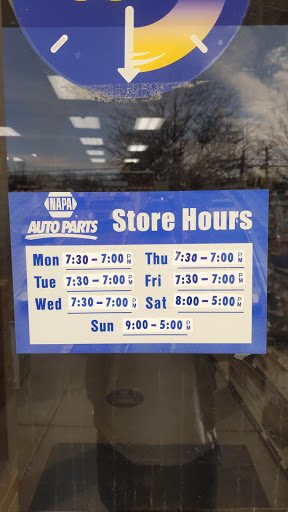 NAPA
AUTO PARTS
Store Hours
Mon 7:30 – 7:00 PM Thu 7:30 – 7:00 PM
Tue 7:30 – 7:00 PM Fri 7:30 – 7:00 PM
Wed 7:30 – 7:00 PM Sat 8:00 – 5:00 PM
Sun 9:00 – 5:00 PM